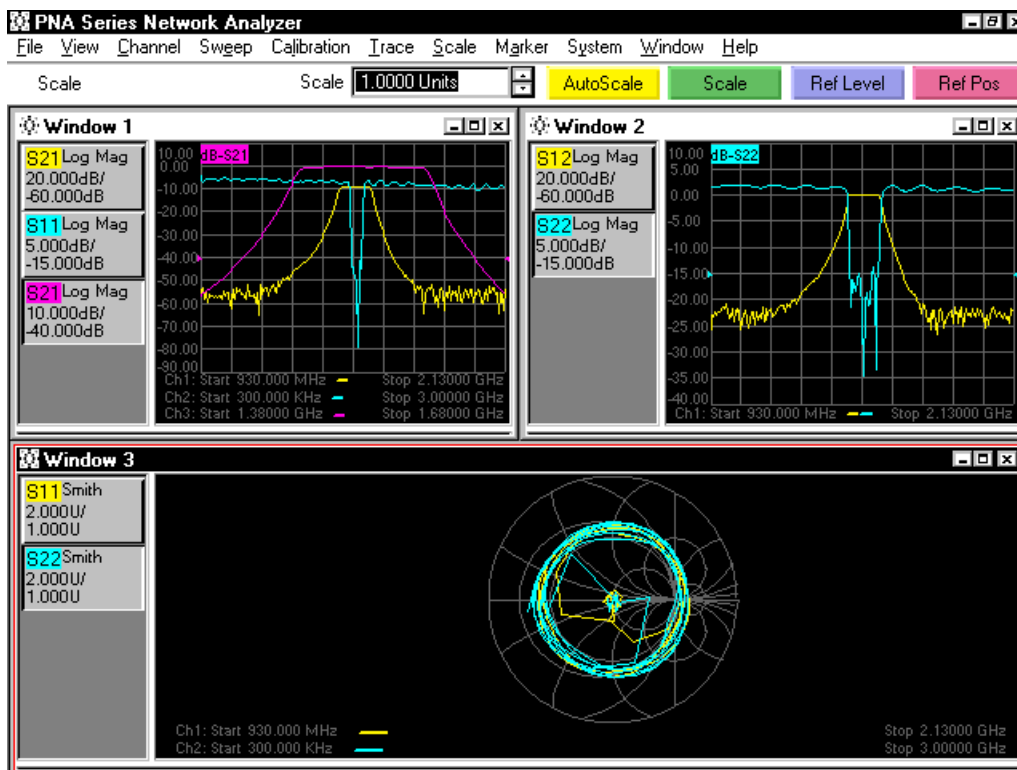 PNA Series Network Analyzer
File View Channel Sweep Calibration Trace Scale Marker System Window Help
Scale Scale 1.0000 Units AutoScale Scale Ref Level Ref Pos
Window 1
S21 Log Mag
20.000dB/
-60.000dB
S11 Log Mag
5.000dB/
-15.000dB
S21 Log Mag
10.000dB/
-40.000dB
dB-S21
10.00
0.00
-10.00
-20.00
-30.00
-40.00
-50.00
-60.00
-70.00
-80.00
-90.00
Ch1: Start 930.000 MHz Stop 2.13000 GHz
Ch2: Start 300.000 KHz Stop 3.00000 GHz
Ch3: Start 1.38000 GHz Stop 1.68000 GHz
Window 2
S12 Log Mag
20.000dB/
-60.000dB
S22 Log Mag
5.000dB/
-15.000dB
dB-S22
10.00
5.00
0.00
-5.00
-10.00
-15.00
-20.00
-25.00
-30.00
-35.00
-40.00
Ch1: Start 930.000 MHz Stop 2.13000 GHz
Window 3
S11 Smith
2.000U/
1.000U
S22 Smith
2.000U/
1.000U
Ch1: Start 930.000 MHz Stop 2.13000 GHz
Ch2: Start 300.000 KHz Stop 3.00000 GHz